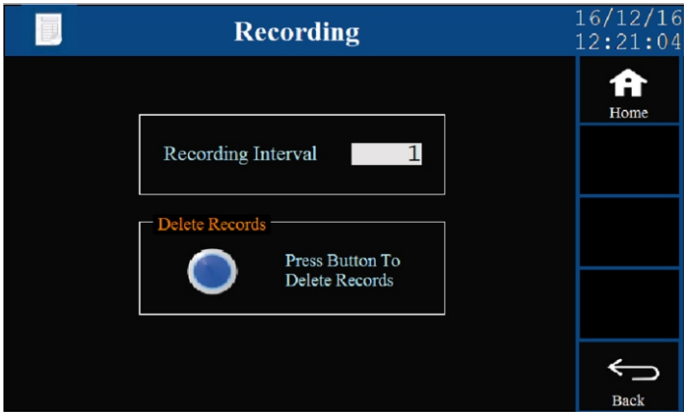 Recording
16/12/16
12:21:04
Home
Recording Interval 1
Delete Records
Press Button To
Delete Records
Back